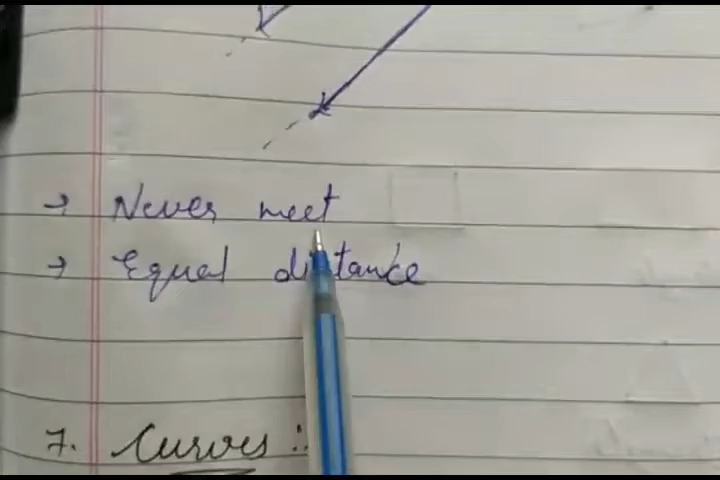 → Never meet
→ Equal distance
7. Curves :